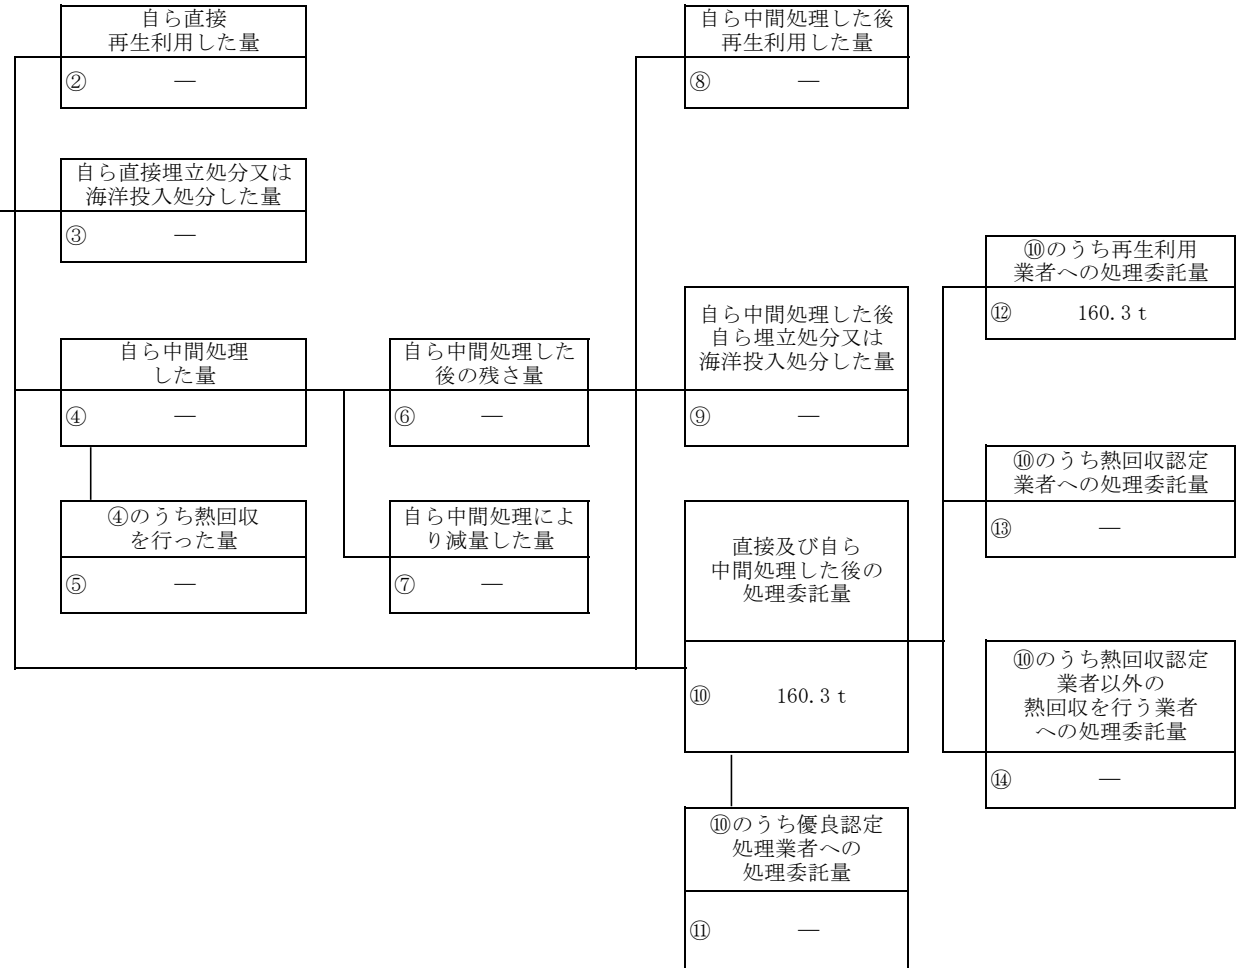 自ら直接
再生利用した量
② ―
自ら直接埋立処分又は
海洋投入処分した量
③ ―
自ら中間処理
した量
④ ―
④のうち熱回収
を行った量
⑤ ―
自ら中間処理した
後の残さ量
⑥ ―
自ら中間処理によ
り減量した量
⑦ ―
自ら中間処理した後
再生利用した量
⑧ ―
自ら中間処理した後
自ら埋立処分又は
海洋投入処分した量
⑨ ―
直接及び自ら
中間処理した後の
処理委託量
⑩ 160.3 t
⑩のうち優良認定
処理業者への
処理委託量
⑪ ―
⑩のうち再生利用
業者への処理委託量
⑫ 160.3 t
⑩のうち熱回収認定
業者への処理委託量
⑬ ―
⑩のうち熱回収認定
業者以外の
熱回収を行う業者
への処理委託量
⑭ ―